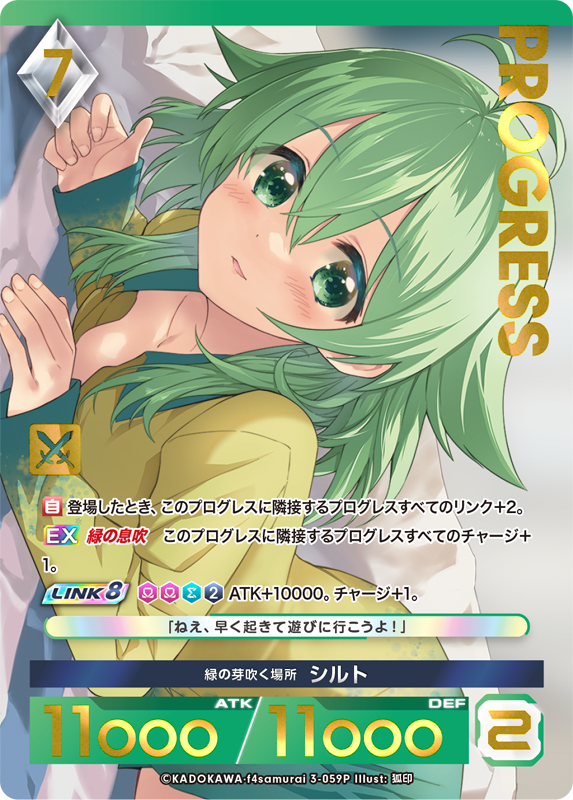 7
PROGRESS
自 登場したとき、このプログレスに隣接するプログレスすべてのリンク+2。
EX 緑の息吹 このプログレスに隣接するプログレスすべてのチャージ+
1。
LINK 8 Ω Ω Σ 2 ATK+10000。チャージ+1。
「ねえ、早く起きて遊びに行こうよ!」
緑の芽吹く場所 シルト
11000 ATK / 11000 DEF 2
©KADOKAWA・f4samurai 3-059P Illust: 狐印